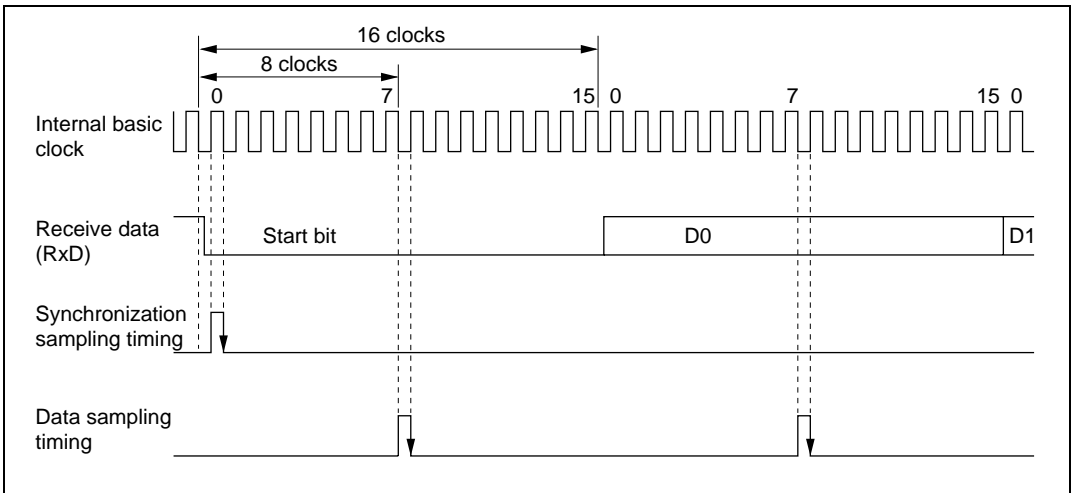 16 clocks
8 clocks
0 7 15 0 7 15 0
Internal basic
clock
Receive data
(RxD)
Start bit D0 D1
Synchronization
sampling timing
Data sampling
timing